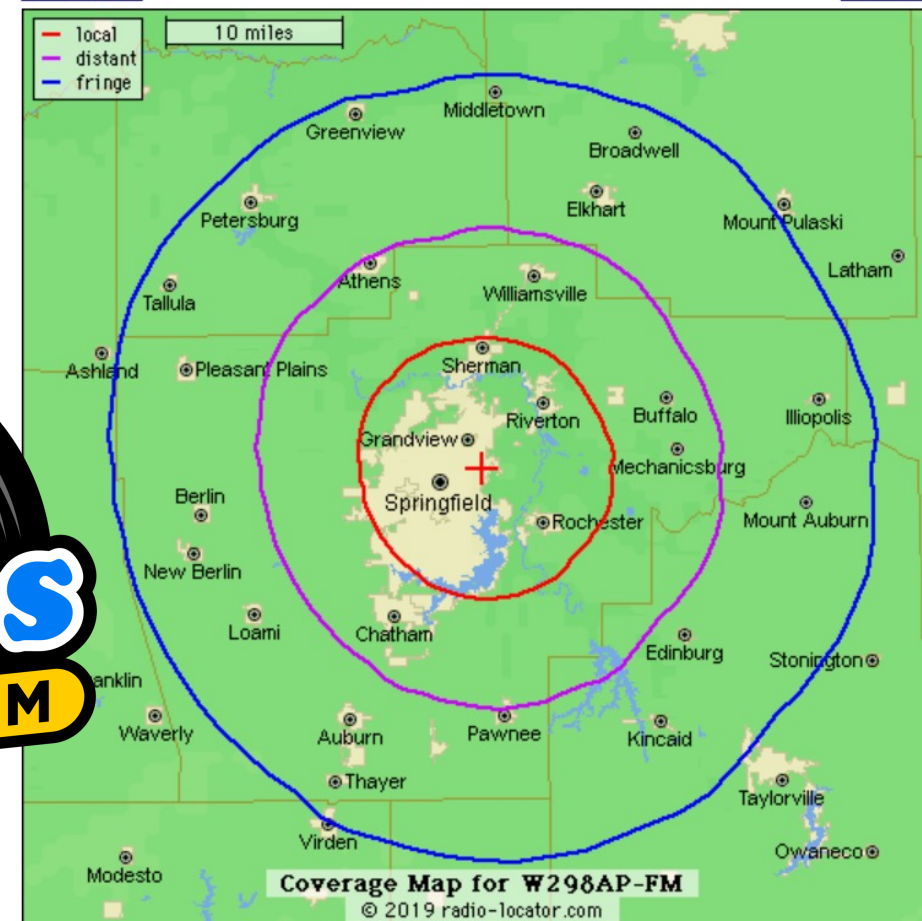 local
distant
fringe
10 miles
Middletown
Greenview
Broadwell
Elkhart
Petersburg
Mount Pulaski
Latham
Athens
Williamsville
Tallula
Sherman
Ashland
Pleasant Plains
Buffalo
Riverton
Illiopolis
Grandview
Mechanicsburg
Berlin
Springfield
Rochester
Mount Auburn
New Berlin
S
Loami
Chatham
Edinburg
Stonington
anklin
M
Waverly
Auburn
Pawnee
Kincaid
Thayer
Taylorville
Virden
Owaneco
Modesto
Coverage Map for W298AP-FM
© 2019 radio-locator.com